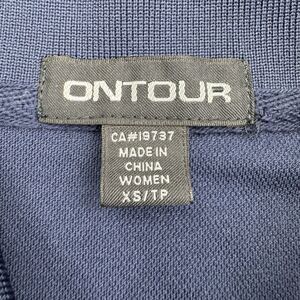 ONTOUR
CA#19737
MADE IN
CHINA
WOMEN
XS/TP